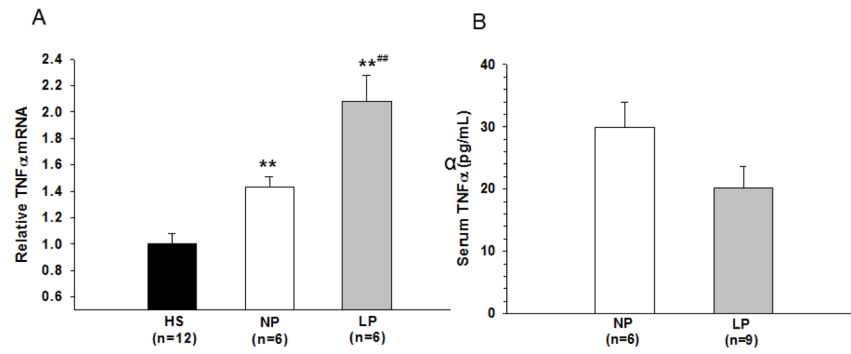 A
Relative TNFα mRNA
2.4
2.2
2.0
1.8
1.6
1.4
1.2
1.0
0.8
0.6
**
**##
HS
(n=12)
NP
(n=6)
LP
(n=6)
B
α
Serum TNFα (pg/mL)
40
30
20
10
0
NP
(n=6)
LP
(n=9)